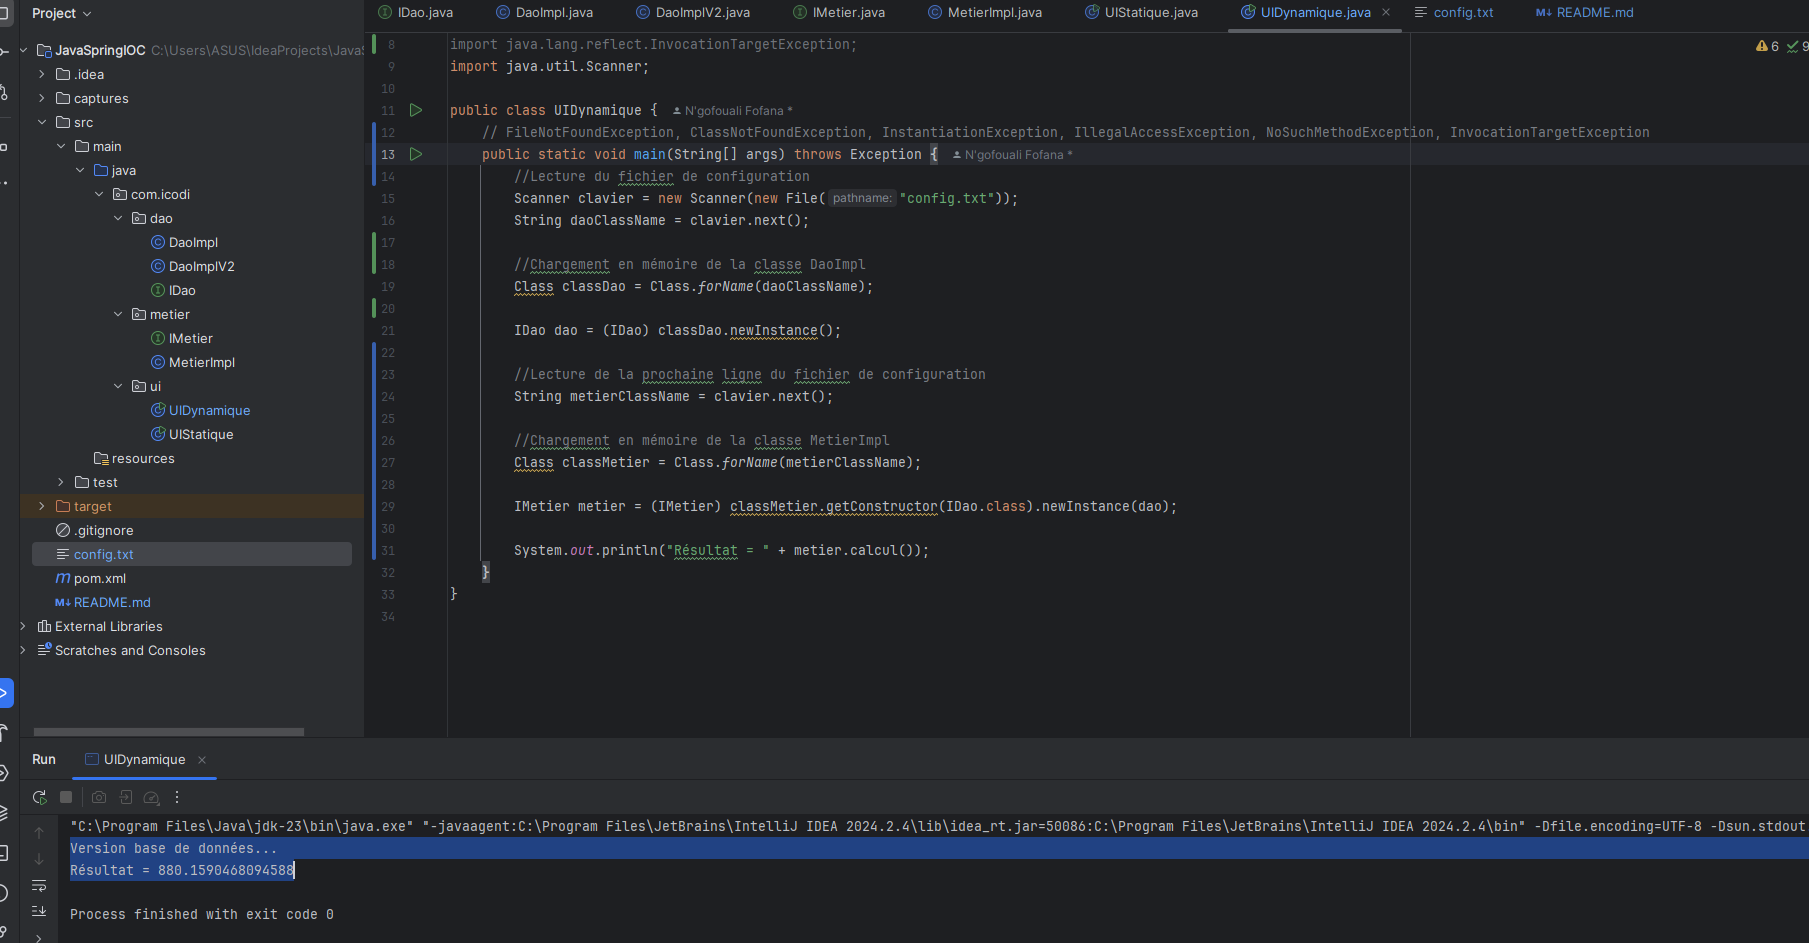 Project
IDao.java
DaoImpl.java
DaoImplV2.java
IMetier.java
MetierImpl.java
UIStatique.java
UIDynamique.java
config.txt
M↓ README.md
JavaSpringIOC C:\Users\ASUS\IdeaProjects\JavaS
.idea
captures
src
main
java
com.icodi
dao
DaoImpl
DaoImplV2
IDao
metier
IMetier
MetierImpl
ui
UIDynamique
UIStatique
resources
test
target
.gitignore
config.txt
pom.xml
M↓ README.md
External Libraries
Scratches and Consoles
6 9
8 import java.lang.reflect.InvocationTargetException;
9 import java.util.Scanner;
10
11 public class UIDynamique { N'gofouali Fofana *
12 // FileNotFoundException, ClassNotFoundException, InstantiationException, IllegalAccessException, NoSuchMethodException, InvocationTargetException
13 public static void main(String[] args) throws Exception { N'gofouali Fofana *
14 //Lecture du fichier de configuration
15 Scanner clavier = new Scanner(new File( pathname: "config.txt"));
16 String daoClassName = clavier.next();
17
18 //Chargement en mémoire de la classe DaoImpl
19 Class classDao = Class.forName(daoClassName);
20
21 IDao dao = (IDao) classDao.newInstance();
22
23 //Lecture de la prochaine ligne du fichier de configuration
24 String metierClassName = clavier.next();
25
26 //Chargement en mémoire de la classe MetierImpl
27 Class classMetier = Class.forName(metierClassName);
28
29 IMetier metier = (IMetier) classMetier.getConstructor(IDao.class).newInstance(dao);
30
31 System.out.println("Résultat = " + metier.calcul());
32 }
33 }
34
Run UIDynamique
"C:\Program Files\Java\jdk-23\bin\java.exe" "-javaagent:C:\Program Files\JetBrains\IntelliJ IDEA 2024.2.4\lib\idea_rt.jar=50086:C:\Program Files\JetBrains\IntelliJ IDEA 2024.2.4\bin" -Dfile.encoding=UTF-8 -Dsun.stdout
Version base de données...
Résultat = 880.1590468094588
Process finished with exit code 0